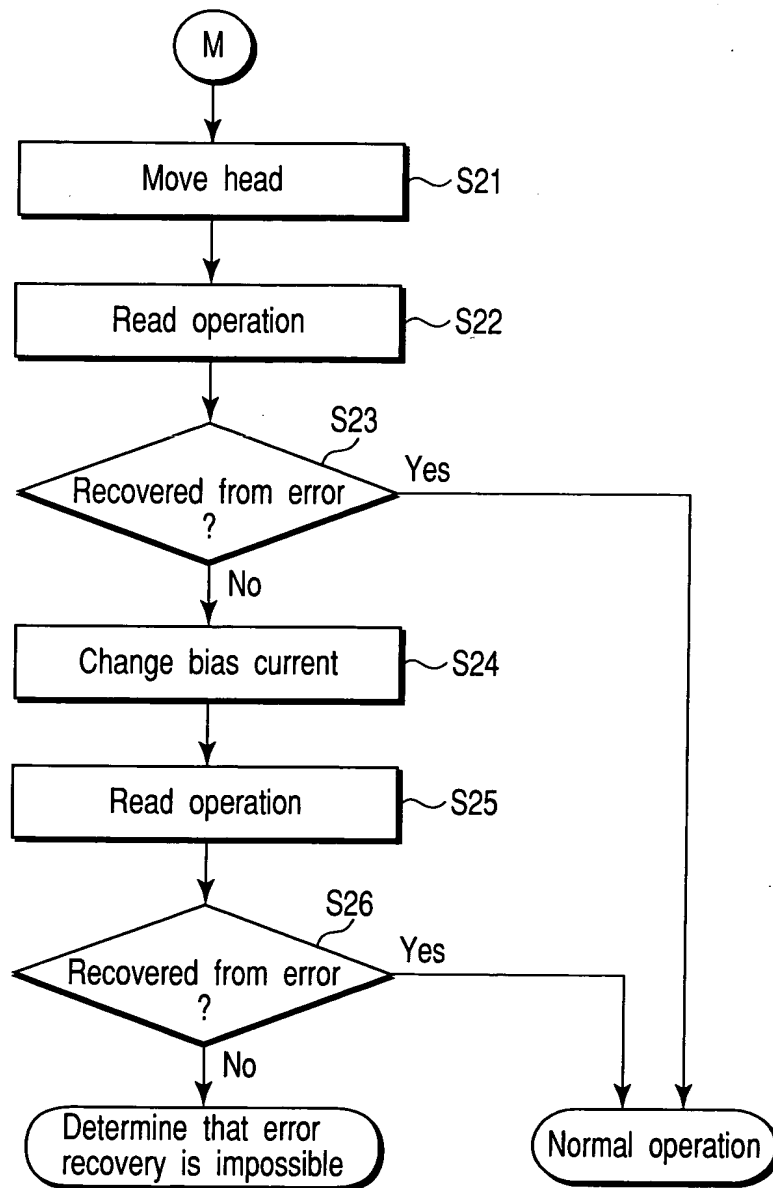 M
Move head
S21
Read operation
S22
S23
Recovered from error
?
Yes
No
Change bias current
S24
Read operation
S25
S26
Recovered from error
?
Yes
No
Determine that error
recovery is impossible
Normal operation